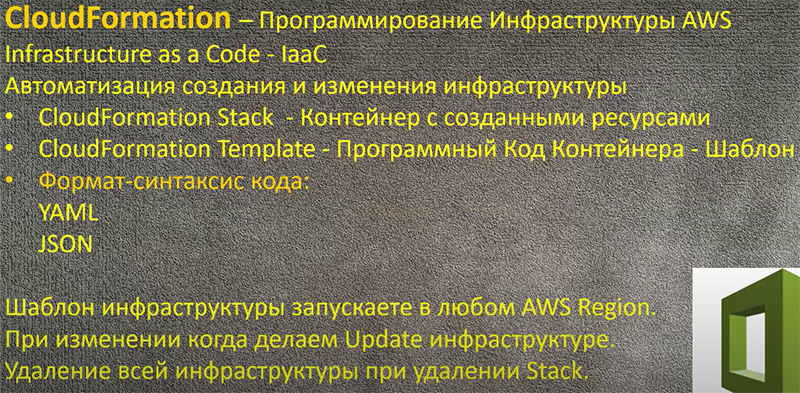 CloudFormation – Программирование Инфраструктуры AWS
Infrastructure as a Code - IaaC
Автоматизация создания и изменения инфраструктуры
• CloudFormation Stack - Контейнер с созданными ресурсами
• CloudFormation Template - Программный Код Контейнера - Шаблон
• Формат-синтаксис кода:
YAML
JSON
Шаблон инфраструктуры запускаете в любом AWS Region.
При изменении когда делаем Update инфраструктуре.
Удаление всей инфраструктуры при удалении Stack.